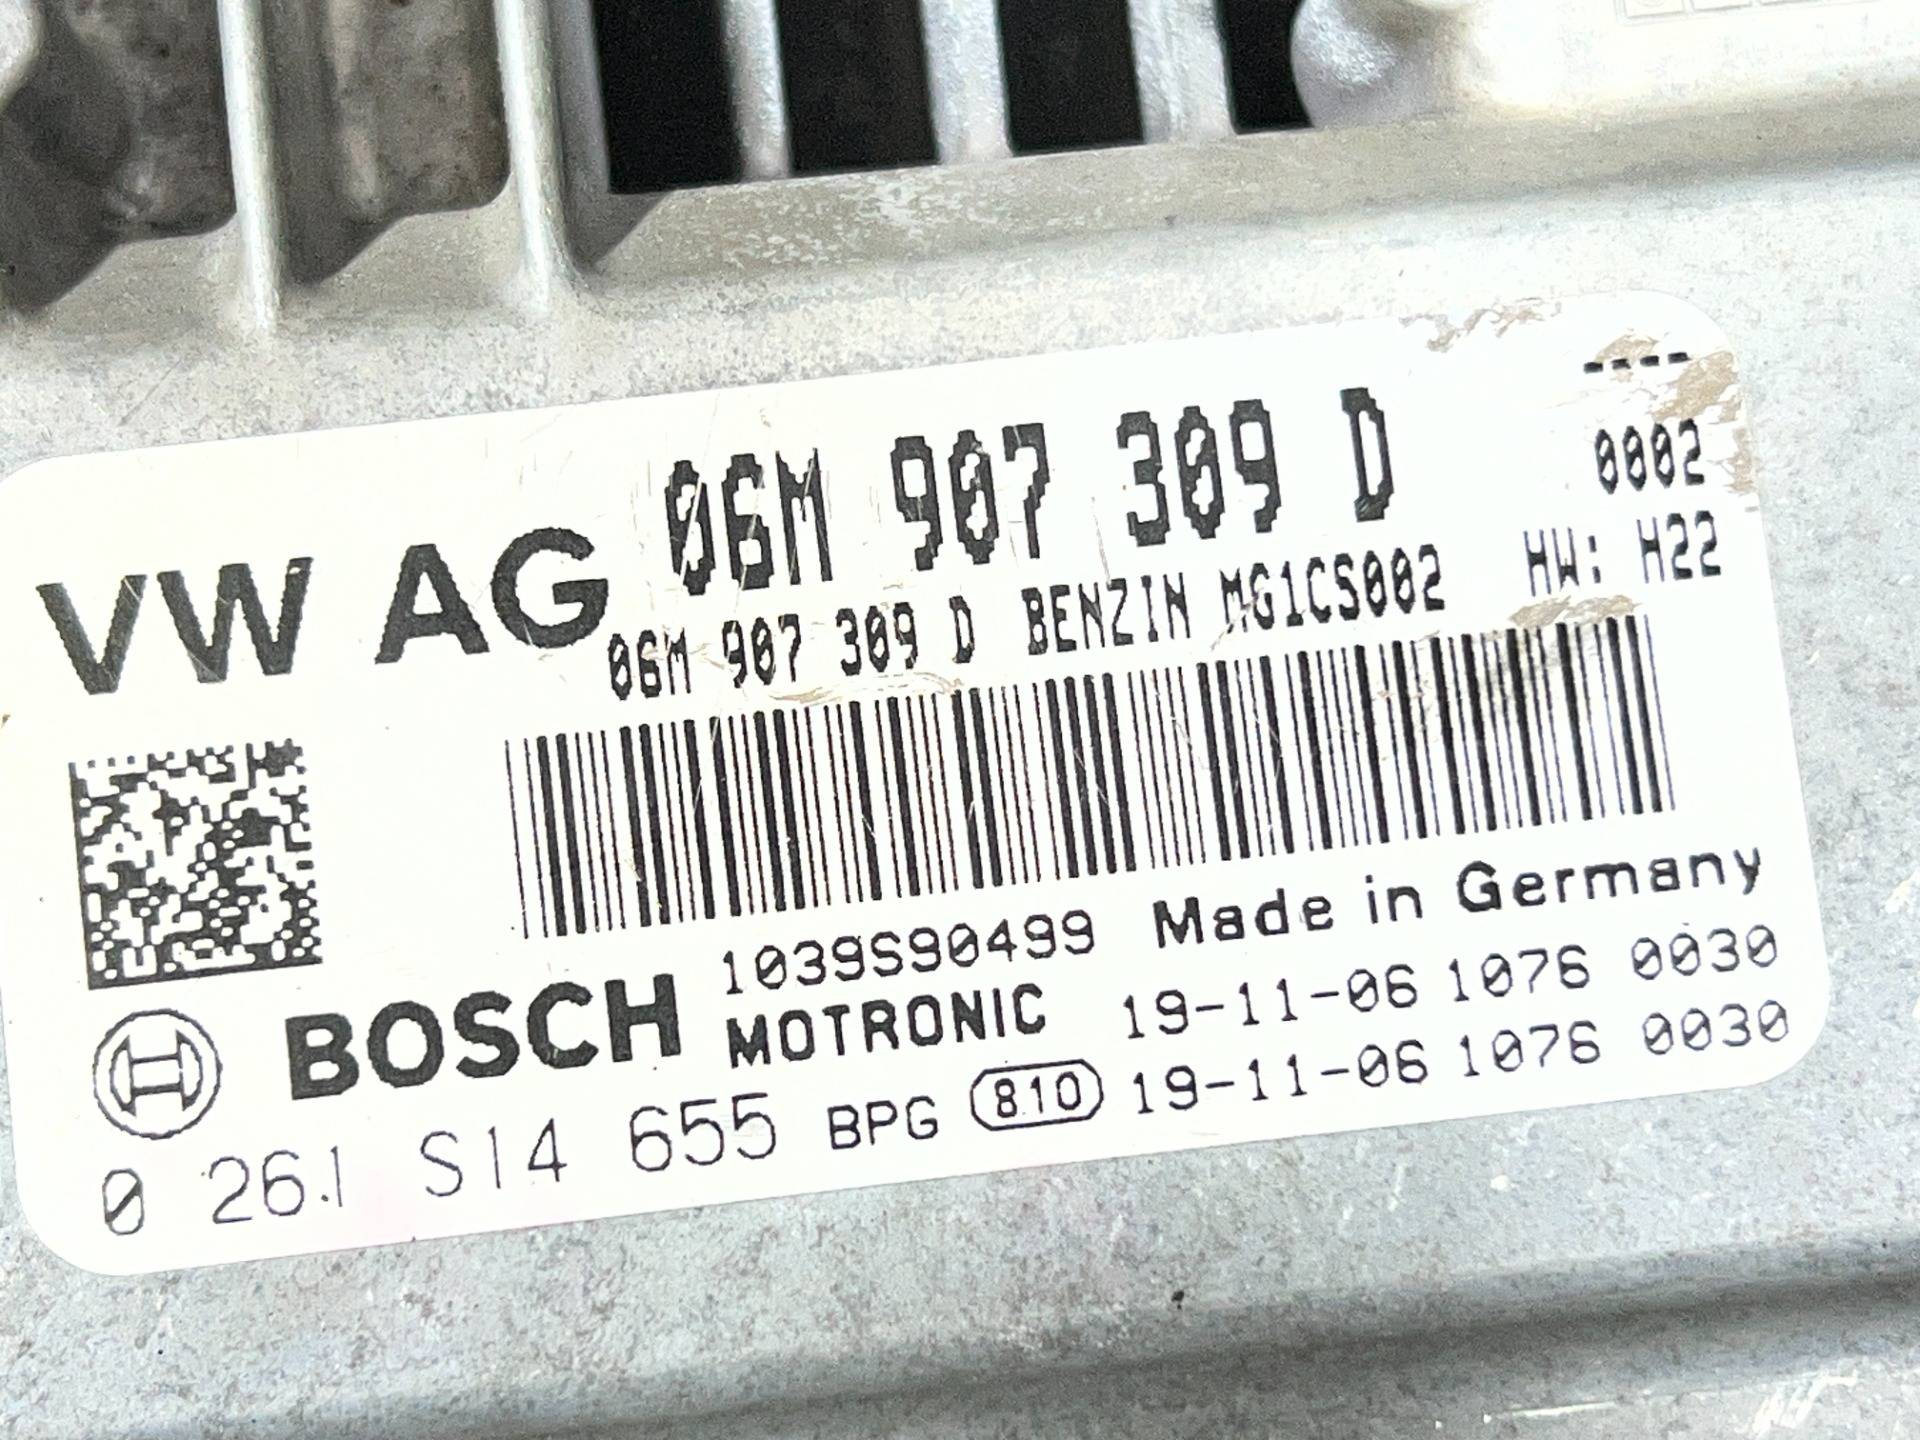 ----
06M 907 309 D 0002
VW AG
06M 907 309 D BENZIN MG1CS002 HW: H22
1039S90499 Made in Germany
BOSCH MOTRONIC 19-11-06 1076 0030
0 261 S14 655 BPG 810 19-11-06 1076 0030